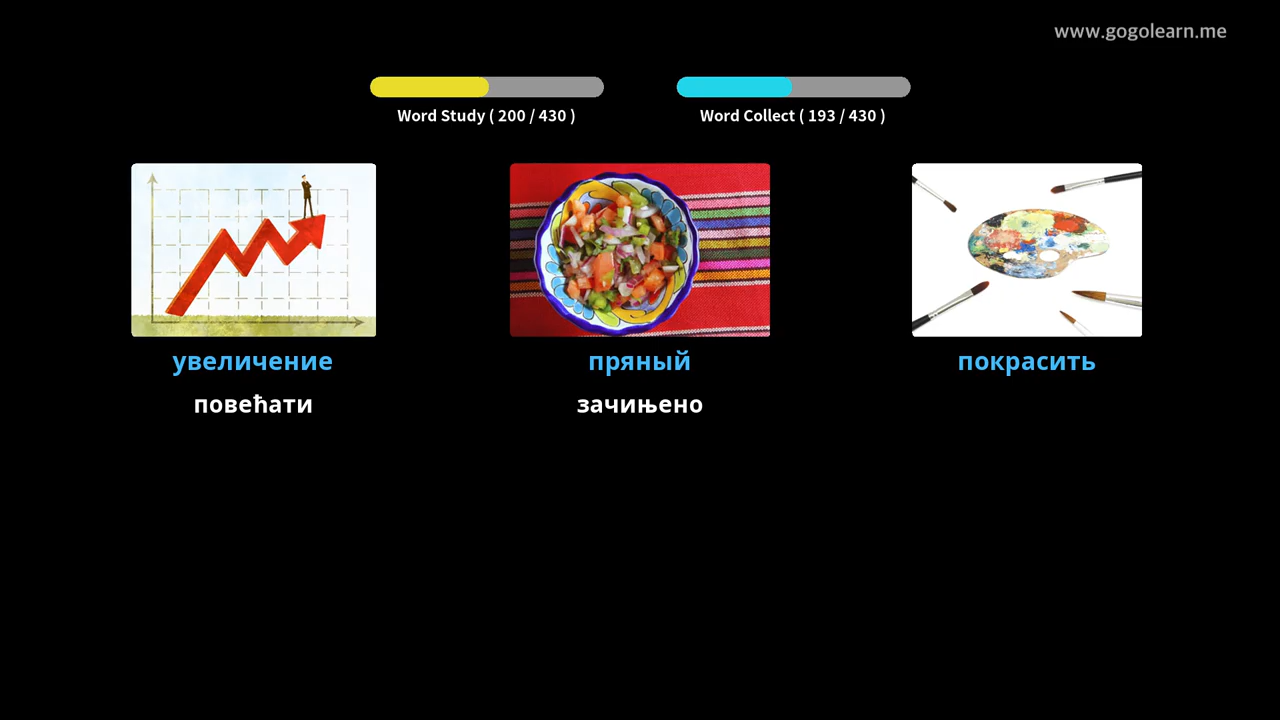 www.gogolearn.me
Word Study ( 200 / 430 )
Word Collect ( 193 / 430 )
увеличение
пряный
покрасить
повећати
зачињено